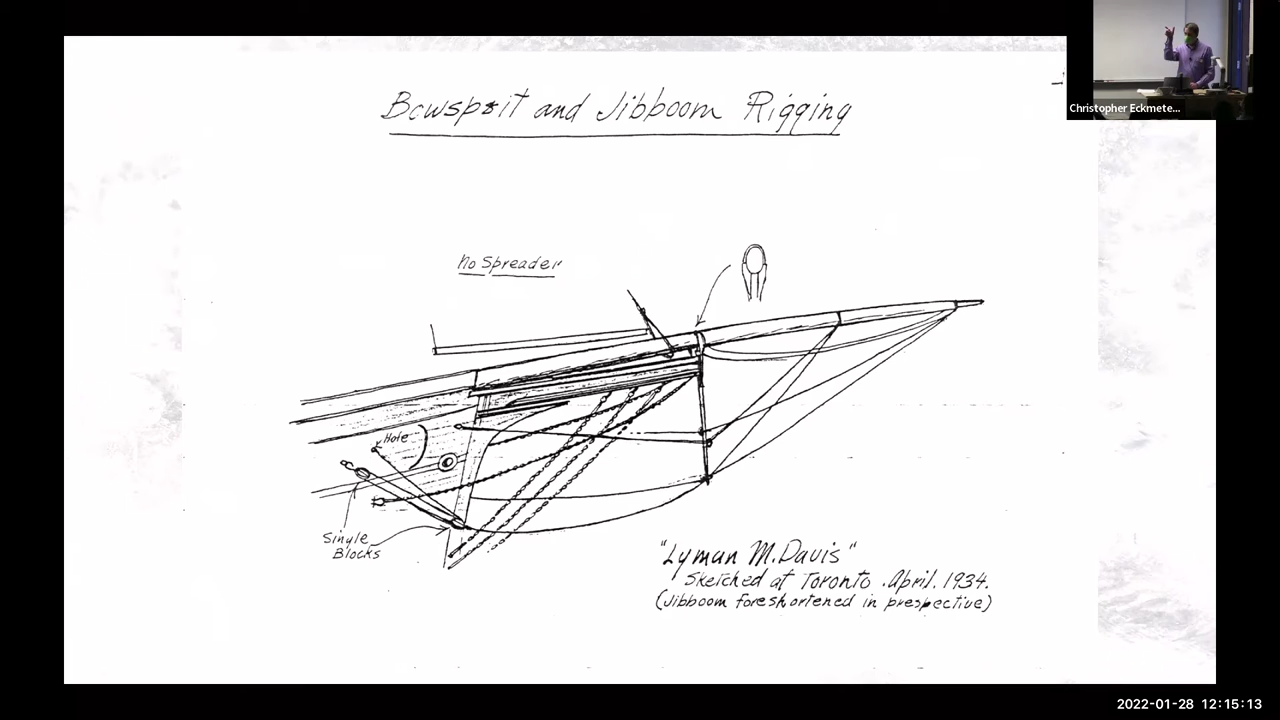 Bowsprit and Jibboom Rigging
Christopher Eckmete...
No Spreader
Hole
Single
Blocks
"Lyman M. Davis"
Sketched at Toronto . April. 1934.
(Jibboom foreshortened in prespective)
2022-01-28 12:15:13